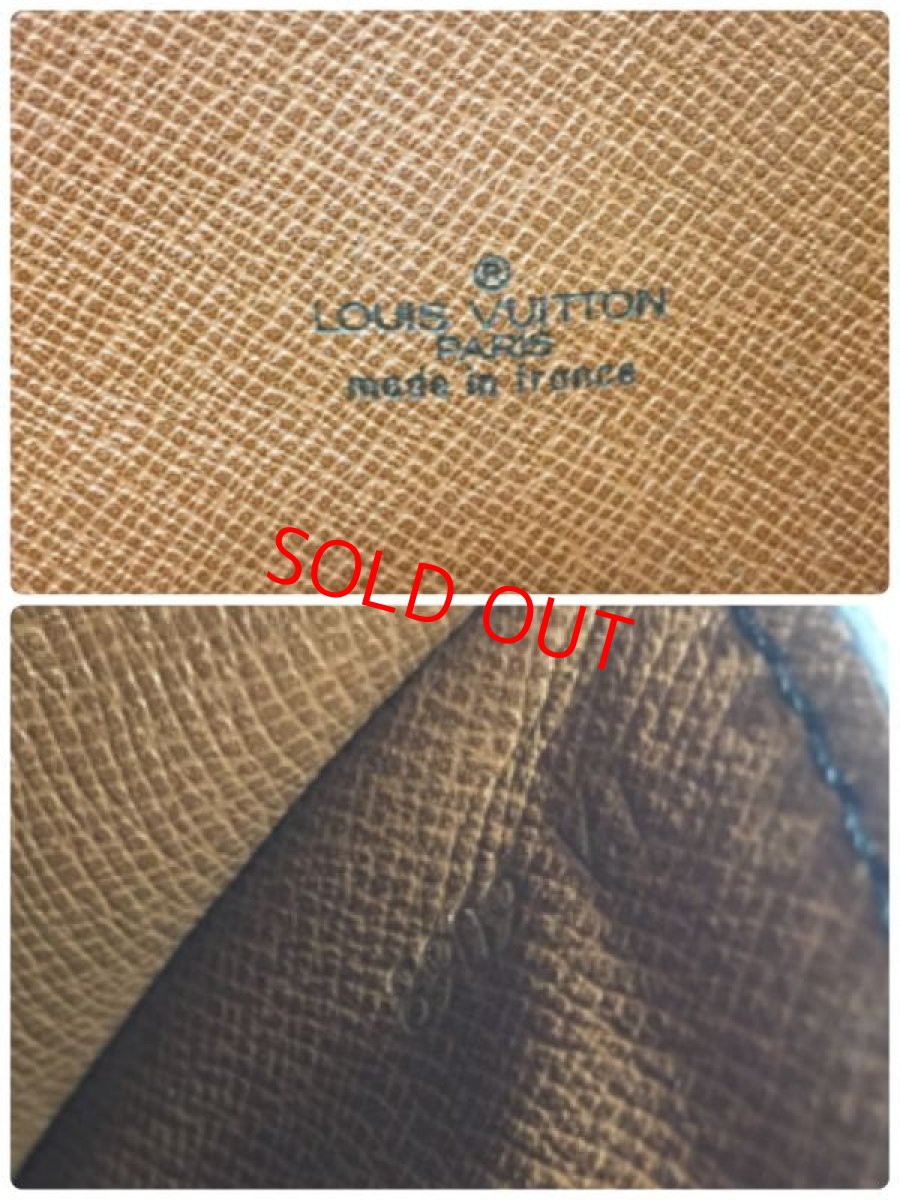 ®
LOUIS VUITTON
PARIS
made in france
SOLD OUT